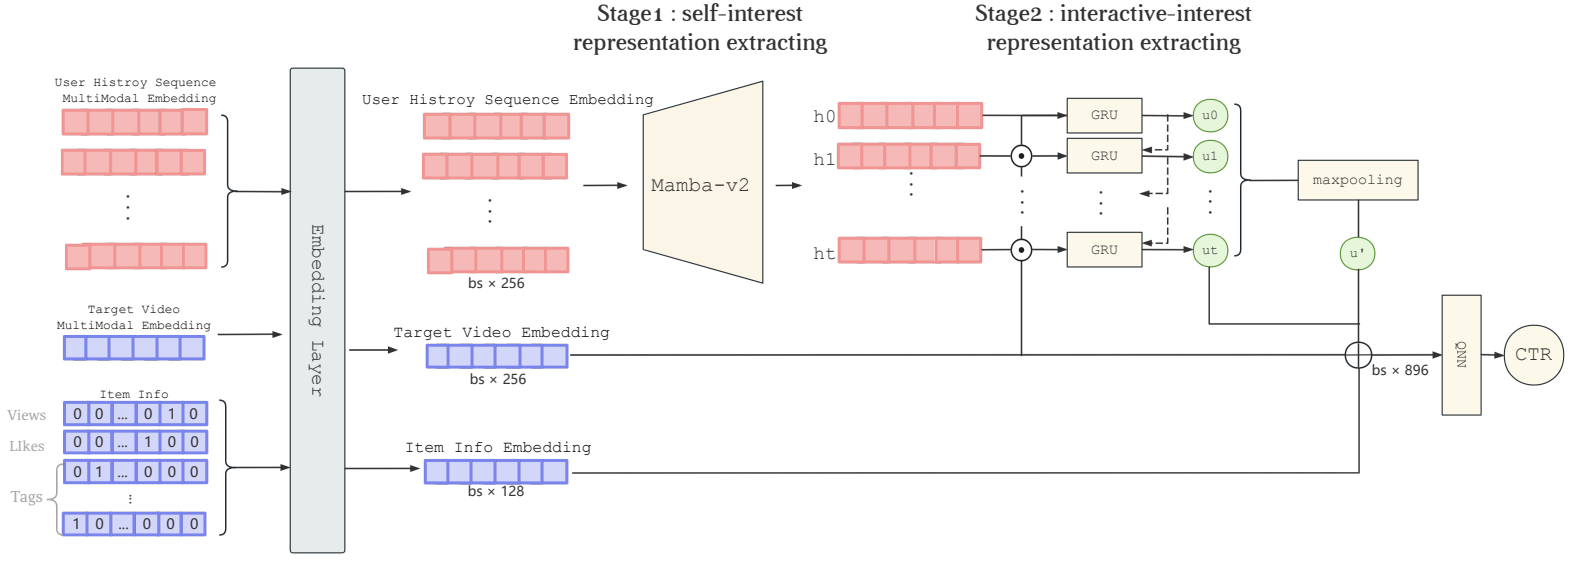 Stage1 : self-interest
representation extracting
Stage2 : interactive-interest
representation extracting
User Histroy Sequence
MultiModal Embedding
User Histroy Sequence Embedding
bs × 256
Mamba-v2
h0
h1
ht
GRU
GRU
GRU
u0
u1
ut
maxpooling
u'
Embedding Layer
Target Video
MultiModal Embedding
Target Video Embedding
bs × 256
bs × 896
QNN
CTR
Item Info
Views
0 0 ... 0 1 0
LIkes
0 0 ... 1 0 0
Tags
0 1 ... 0 0 0
⋮
1 0 ... 0 0 0
Item Info Embedding
bs × 128